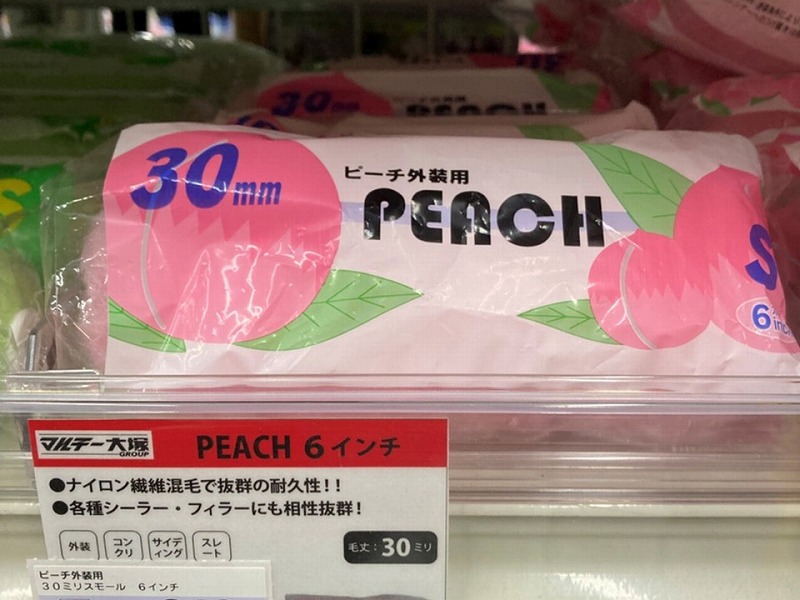 30mm
PEACH
30mm
ピーチ外装用
PEACH
S
6inch
マルテー大塚
GROUP
PEACH 6インチ
●ナイロン繊維混毛で抜群の耐久性!!
●各種シーラー・フィラーにも相性抜群!
外装
コン
クリ
サイデ
ィング
スレ
ート
毛丈:30ミリ
ピーチ外装用
30ミリスモール 6インチ